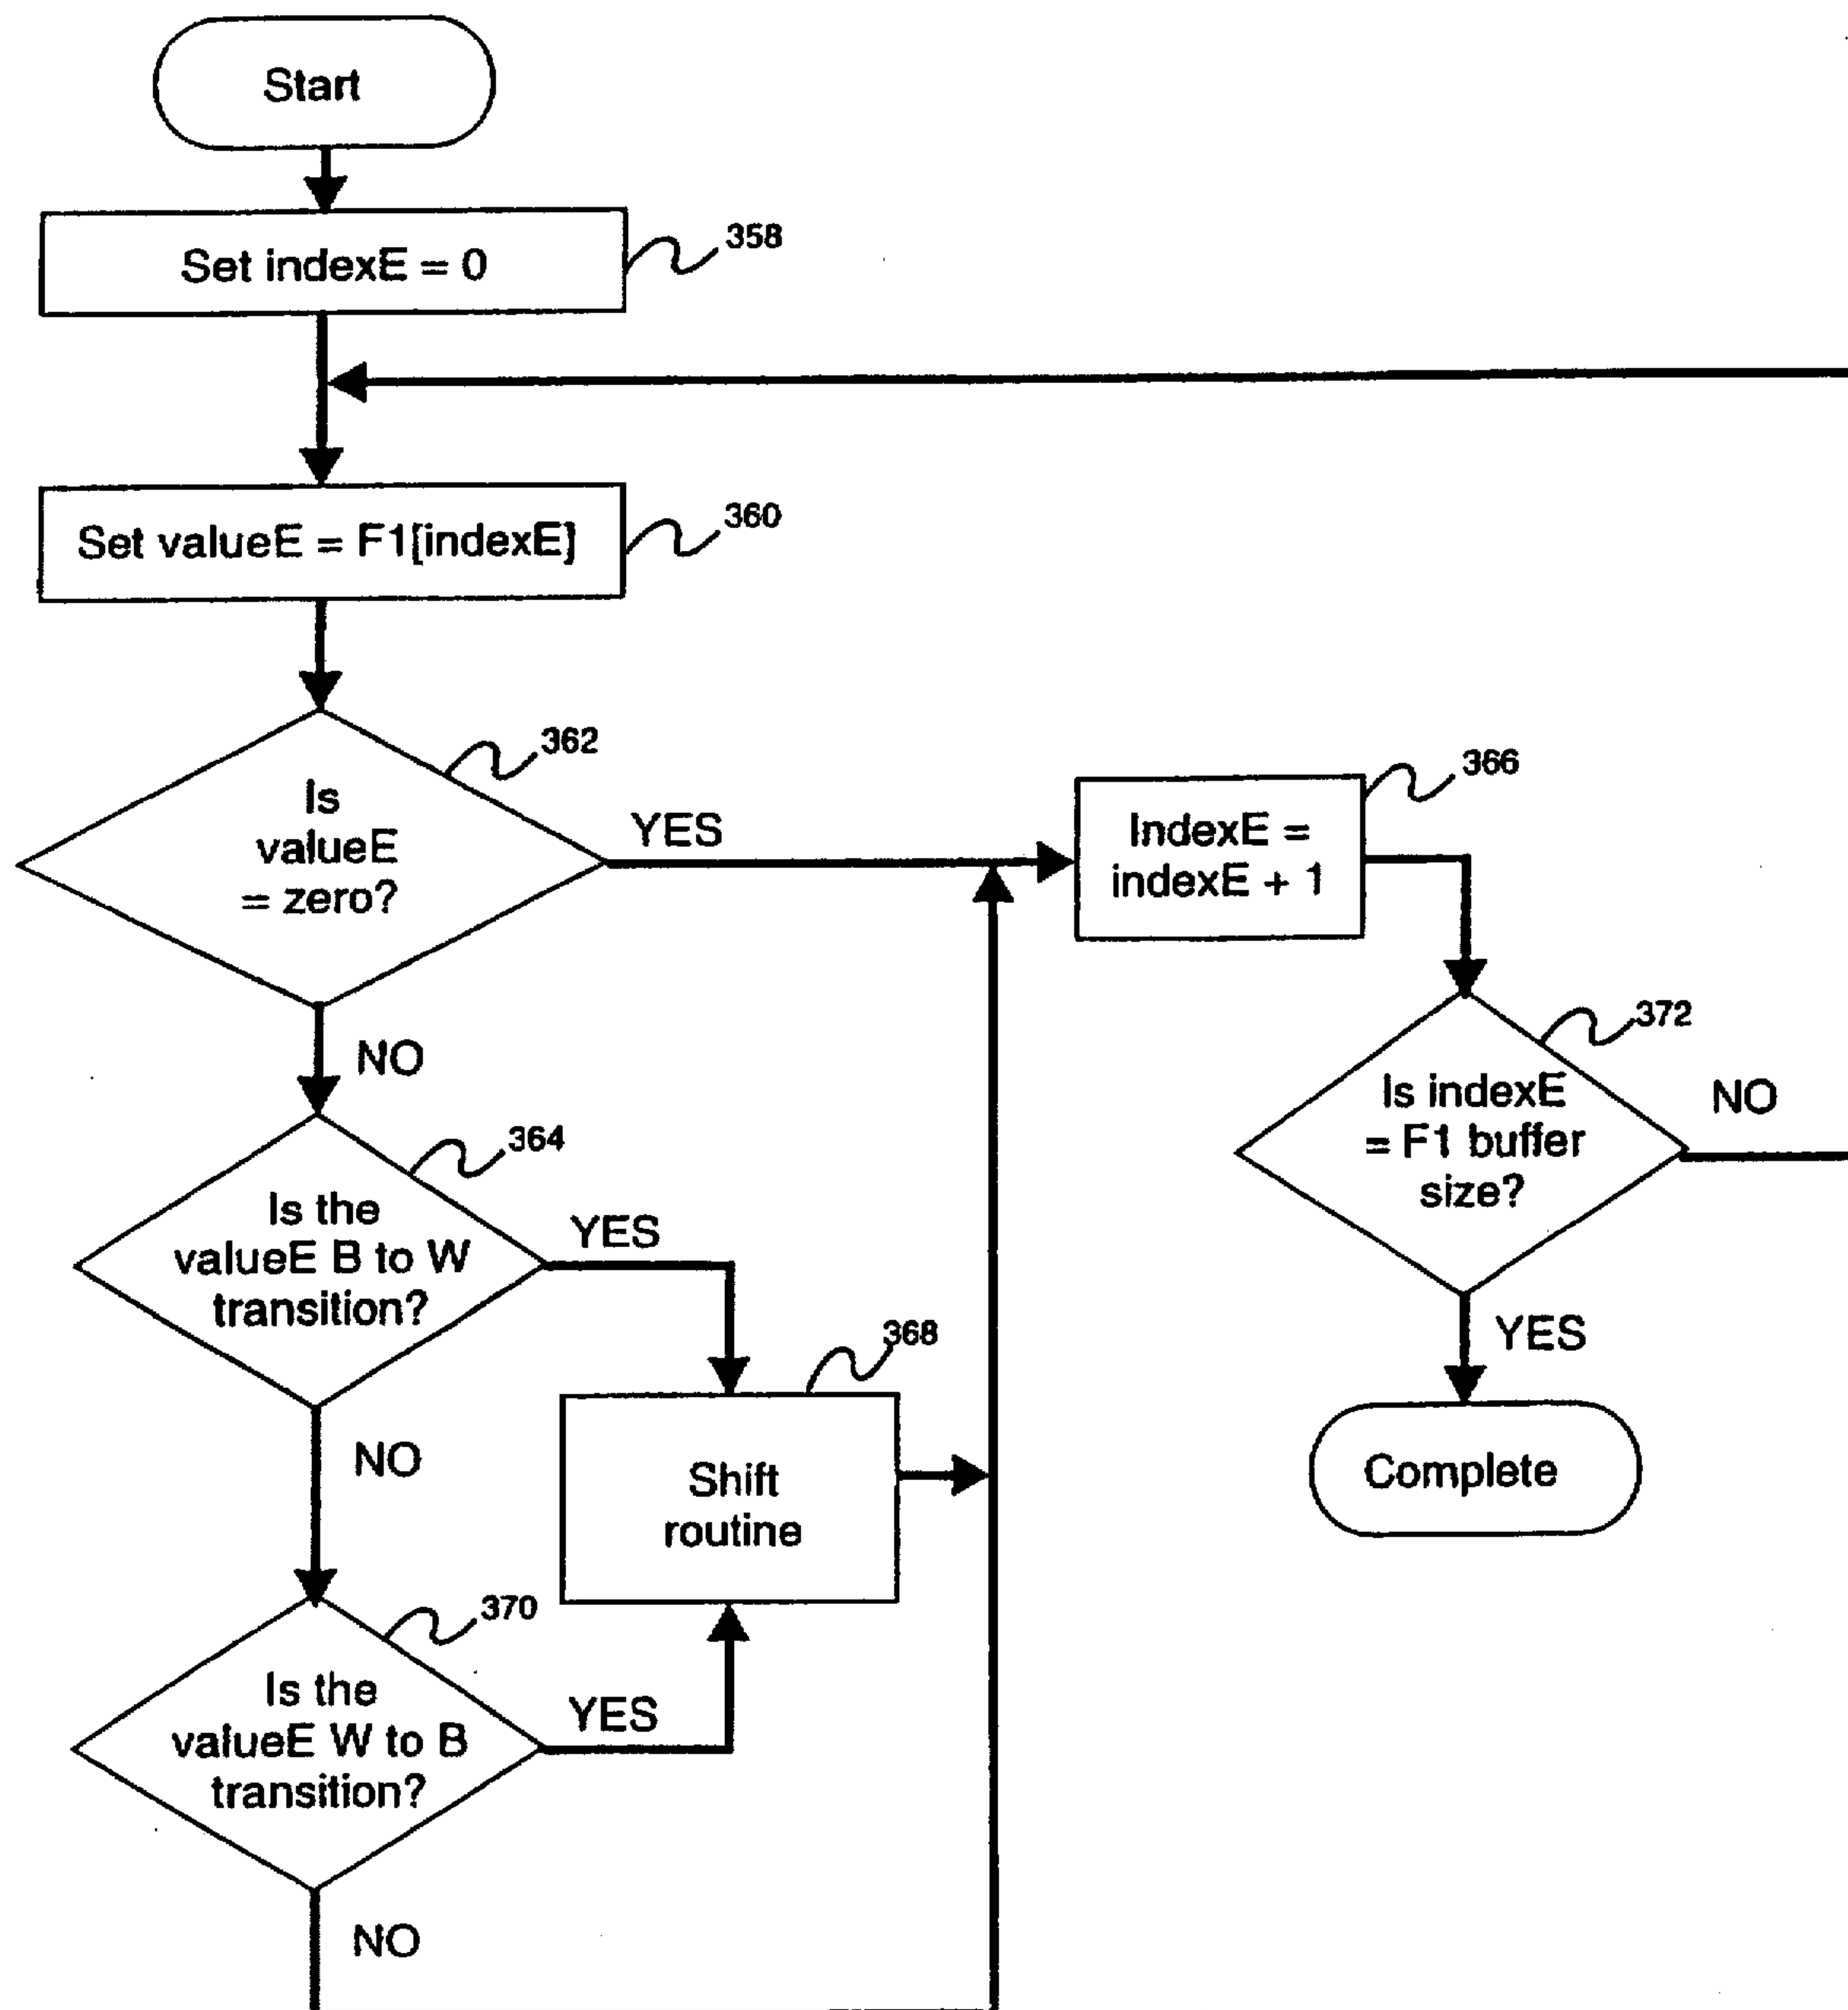 Start
Set indexE = 0
358
Set valueE = F1[indexE]
360
Is
valueE
= zero?
362
YES
NO
IndexE =
indexE + 1
366
Is indexE
= F1 buffer
size?
372
NO
YES
Complete
Is the
valueE B to W
transition?
364
YES
NO
Shift
routine
368
Is the
valueE W to B
transition?
370
YES
NO